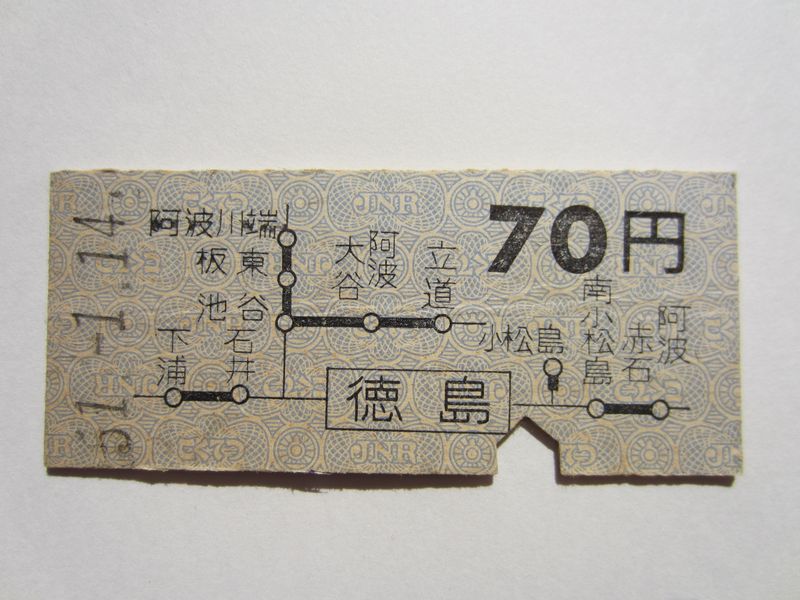 51.-1.14.
70円
阿波川端
板東
池谷
阿波大谷
立道
下浦
石井
徳島
小松島
南小松島
阿波赤石
JNR